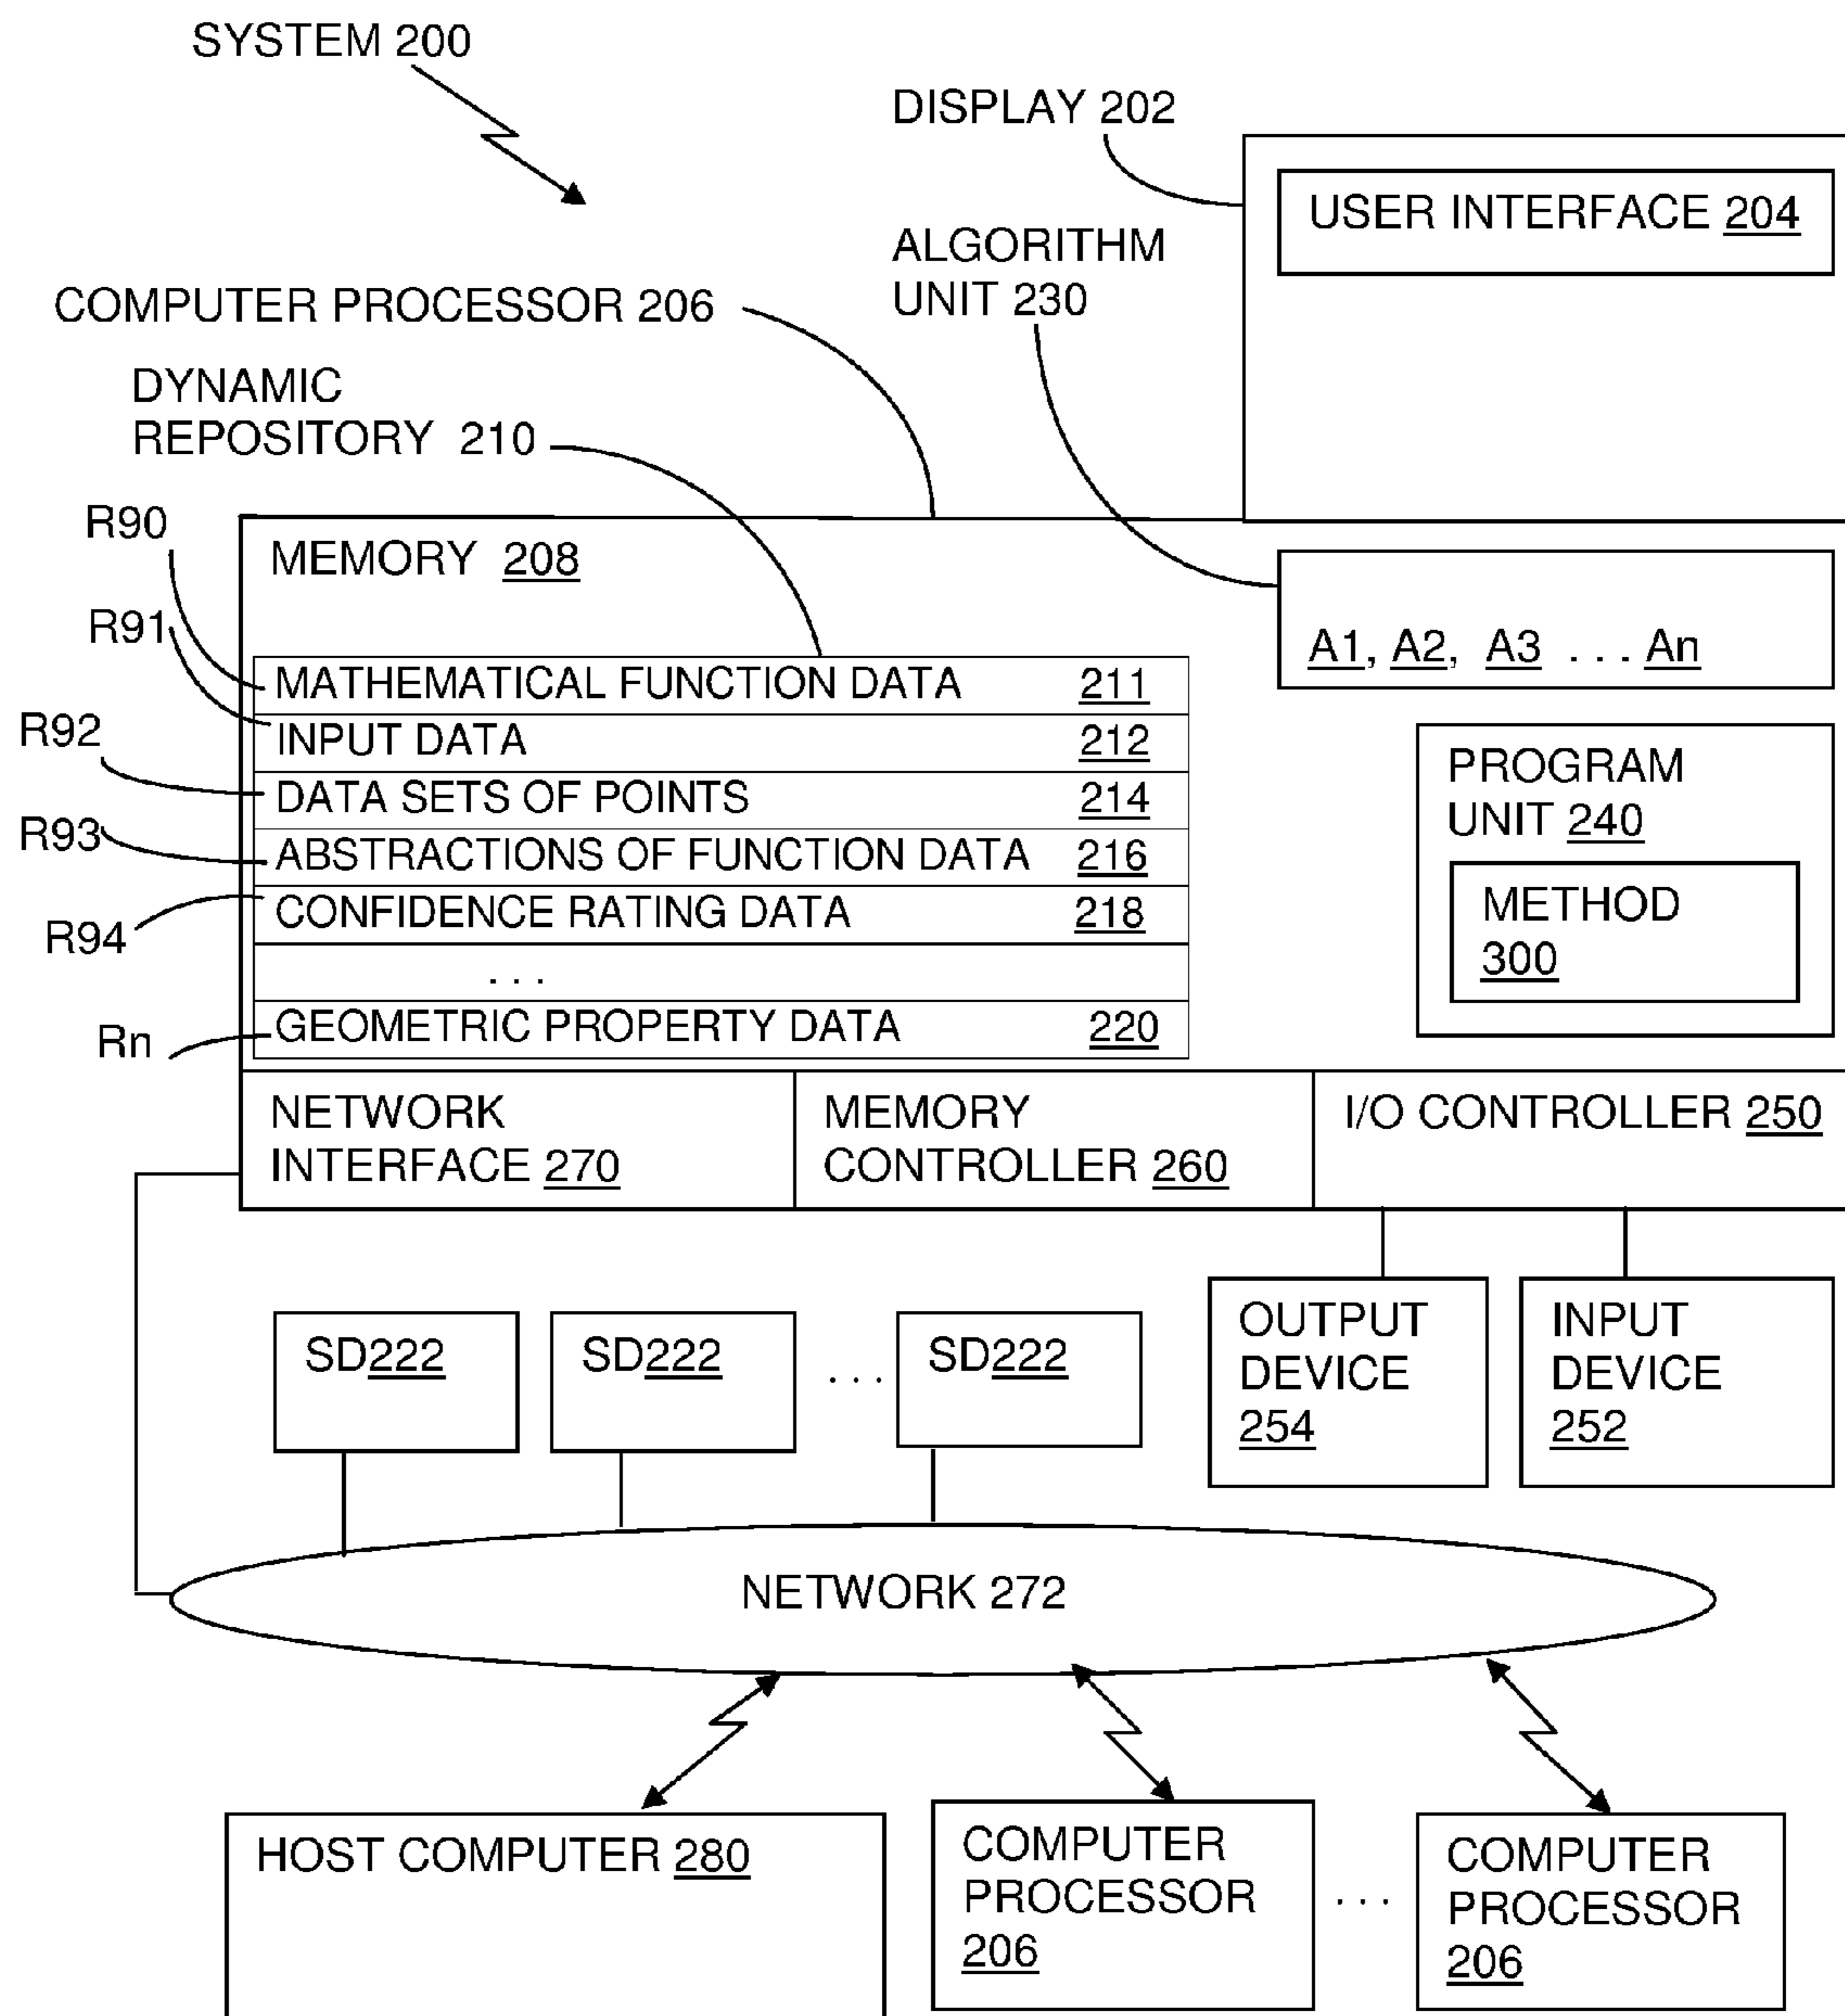 SYSTEM 200
DISPLAY 202
USER INTERFACE 204
ALGORITHM
UNIT 230
COMPUTER PROCESSOR 206
DYNAMIC
REPOSITORY 210
R90
MEMORY 208
R91
A1, A2, A3 . . . An
MATHEMATICAL FUNCTION DATA 211
R92
INPUT DATA 212
DATA SETS OF POINTS 214
R93
ABSTRACTIONS OF FUNCTION DATA 216
R94
CONFIDENCE RATING DATA 218
. . .
Rn
GEOMETRIC PROPERTY DATA 220
PROGRAM
UNIT 240
METHOD
300
NETWORK
INTERFACE 270
MEMORY
CONTROLLER 260
I/O CONTROLLER 250
SD222
SD222
. . .
SD222
OUTPUT
DEVICE
254
INPUT
DEVICE
252
NETWORK 272
HOST COMPUTER 280
COMPUTER
PROCESSOR
206
. . .
COMPUTER
PROCESSOR
206